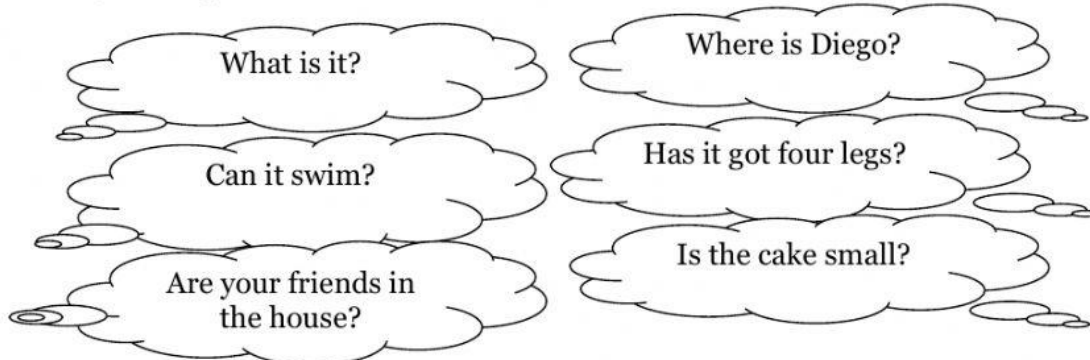 What is it?
Where is Diego?
Can it swim?
Has it got four legs?
Are your friends in
the house?
Is the cake small?